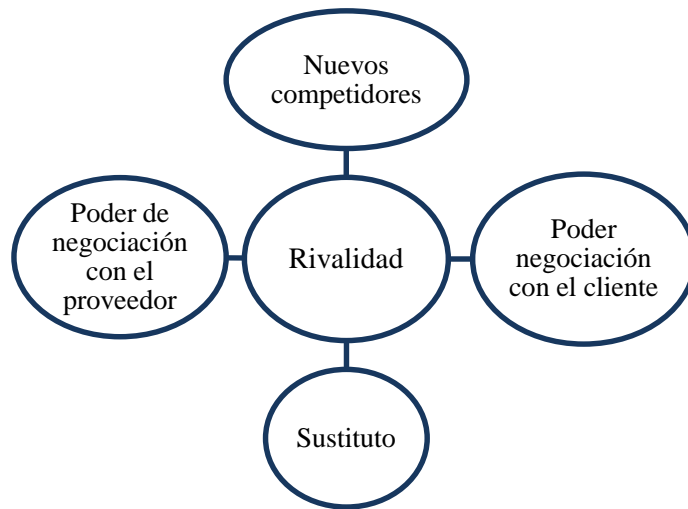 Nuevos
competidores
Poder de
negociación
con el
proveedor
Rivalidad
Poder
negociación
con el cliente
Sustituto